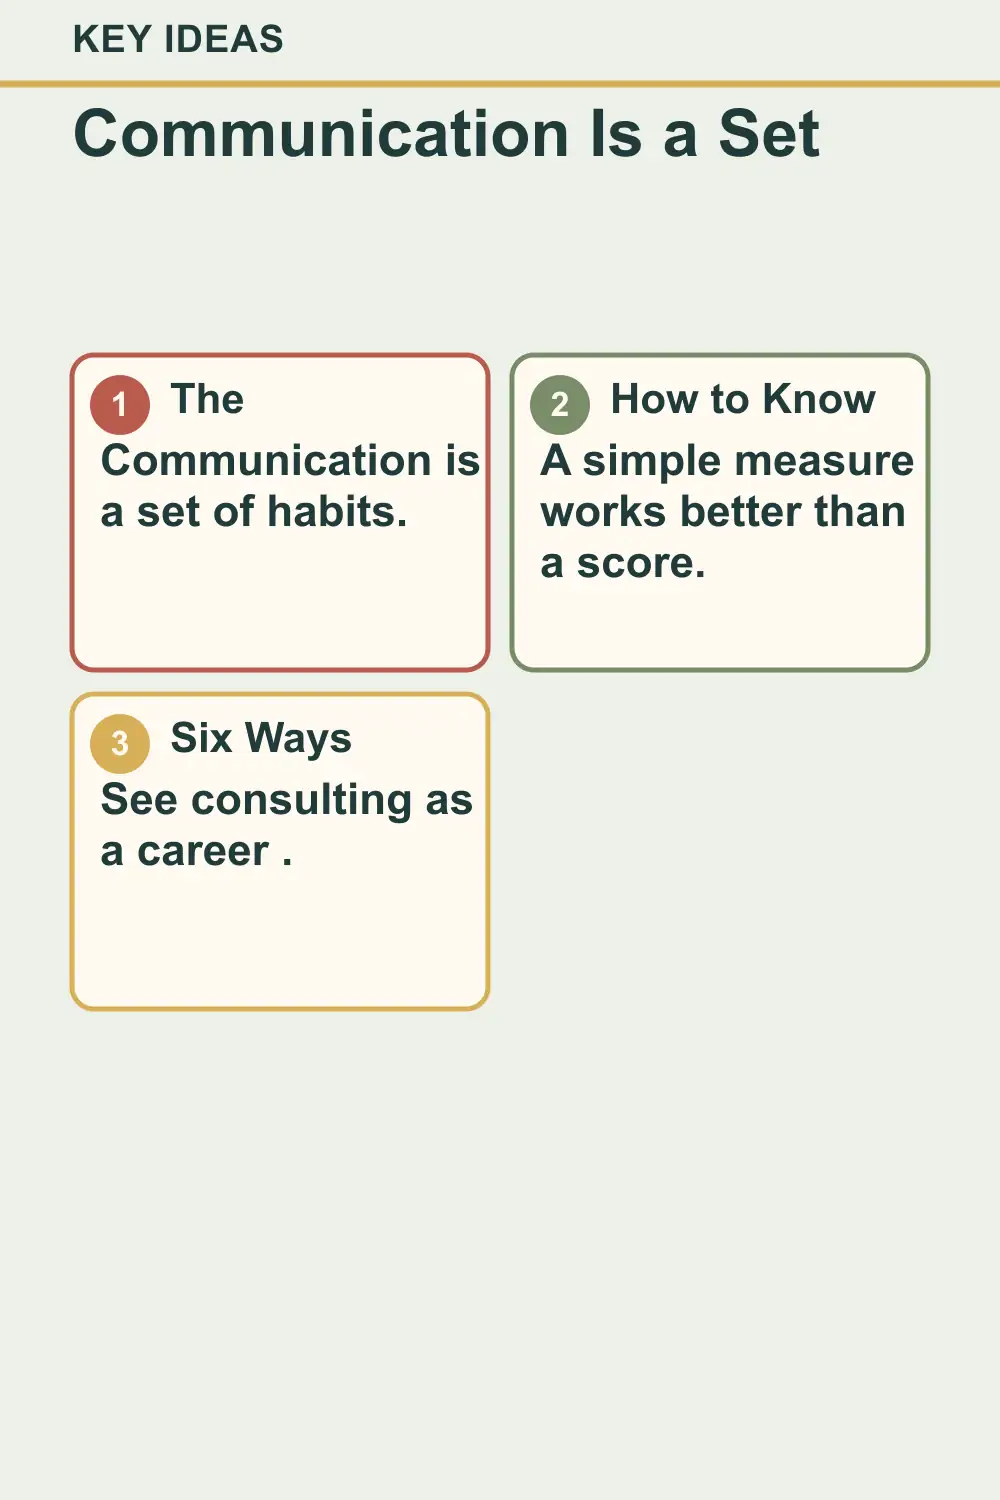 KEY IDEAS
Communication Is a Set
1 The
Communication is
a set of habits.
2 How to Know
A simple measure
works better than
a score.
3 Six Ways
See consulting as
a career .